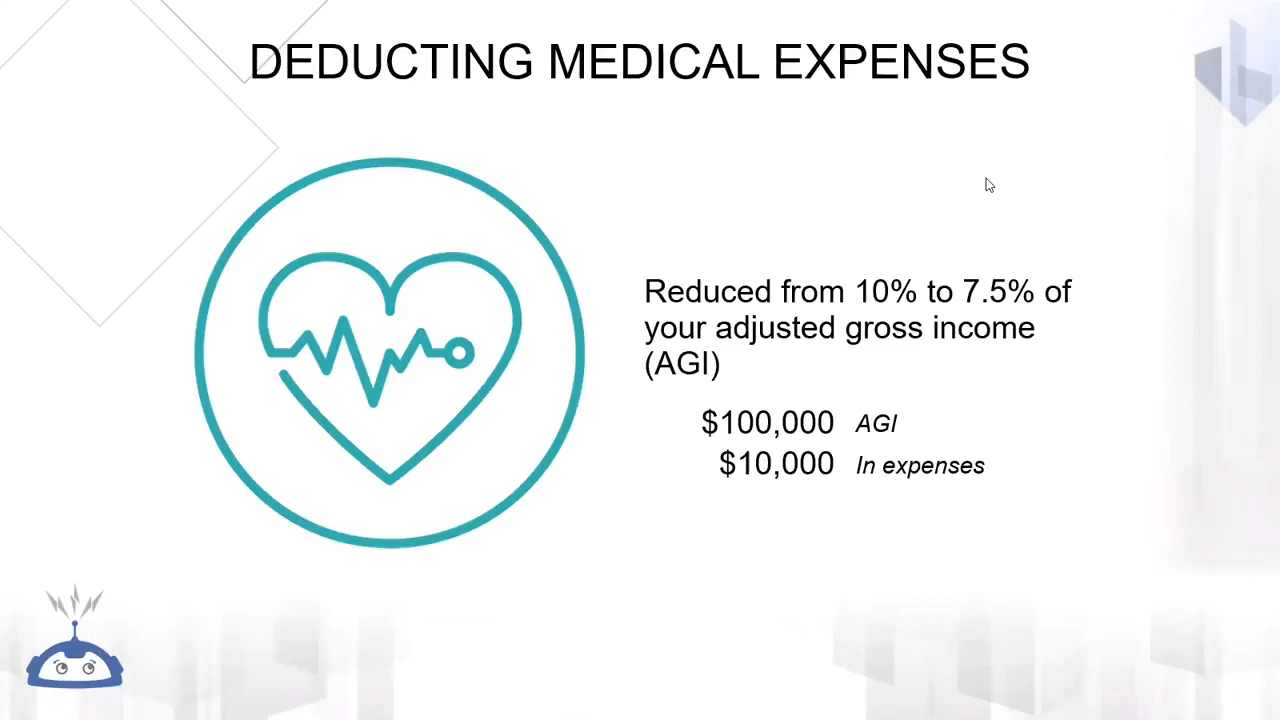 DEDUCTING MEDICAL EXPENSES
Reduced from 10% to 7.5% of
your adjusted gross income
(AGI)
$100,000 AGI
$10,000 In expenses